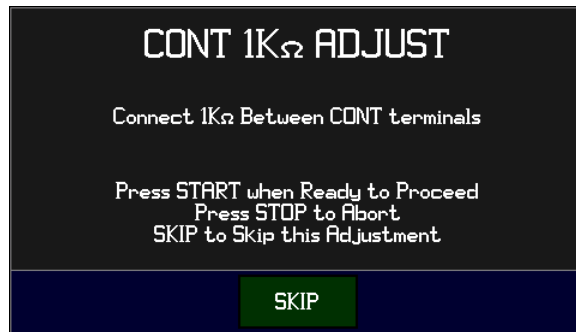 CONT 1KΩ ADJUST
Connect 1KΩ Between CONT terminals
Press START when Ready to Proceed
Press STOP to Abort
SKIP to Skip this Adjustment
SKIP